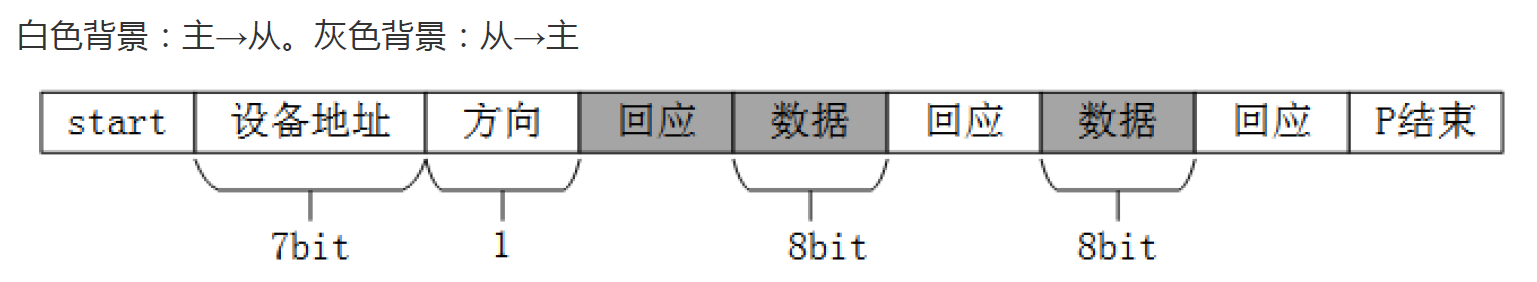 白色背景：主→从。灰色背景：从→主
start 设备地址 方向 回应 数据 回应 数据 回应 P结束
7bit 1 8bit 8bit